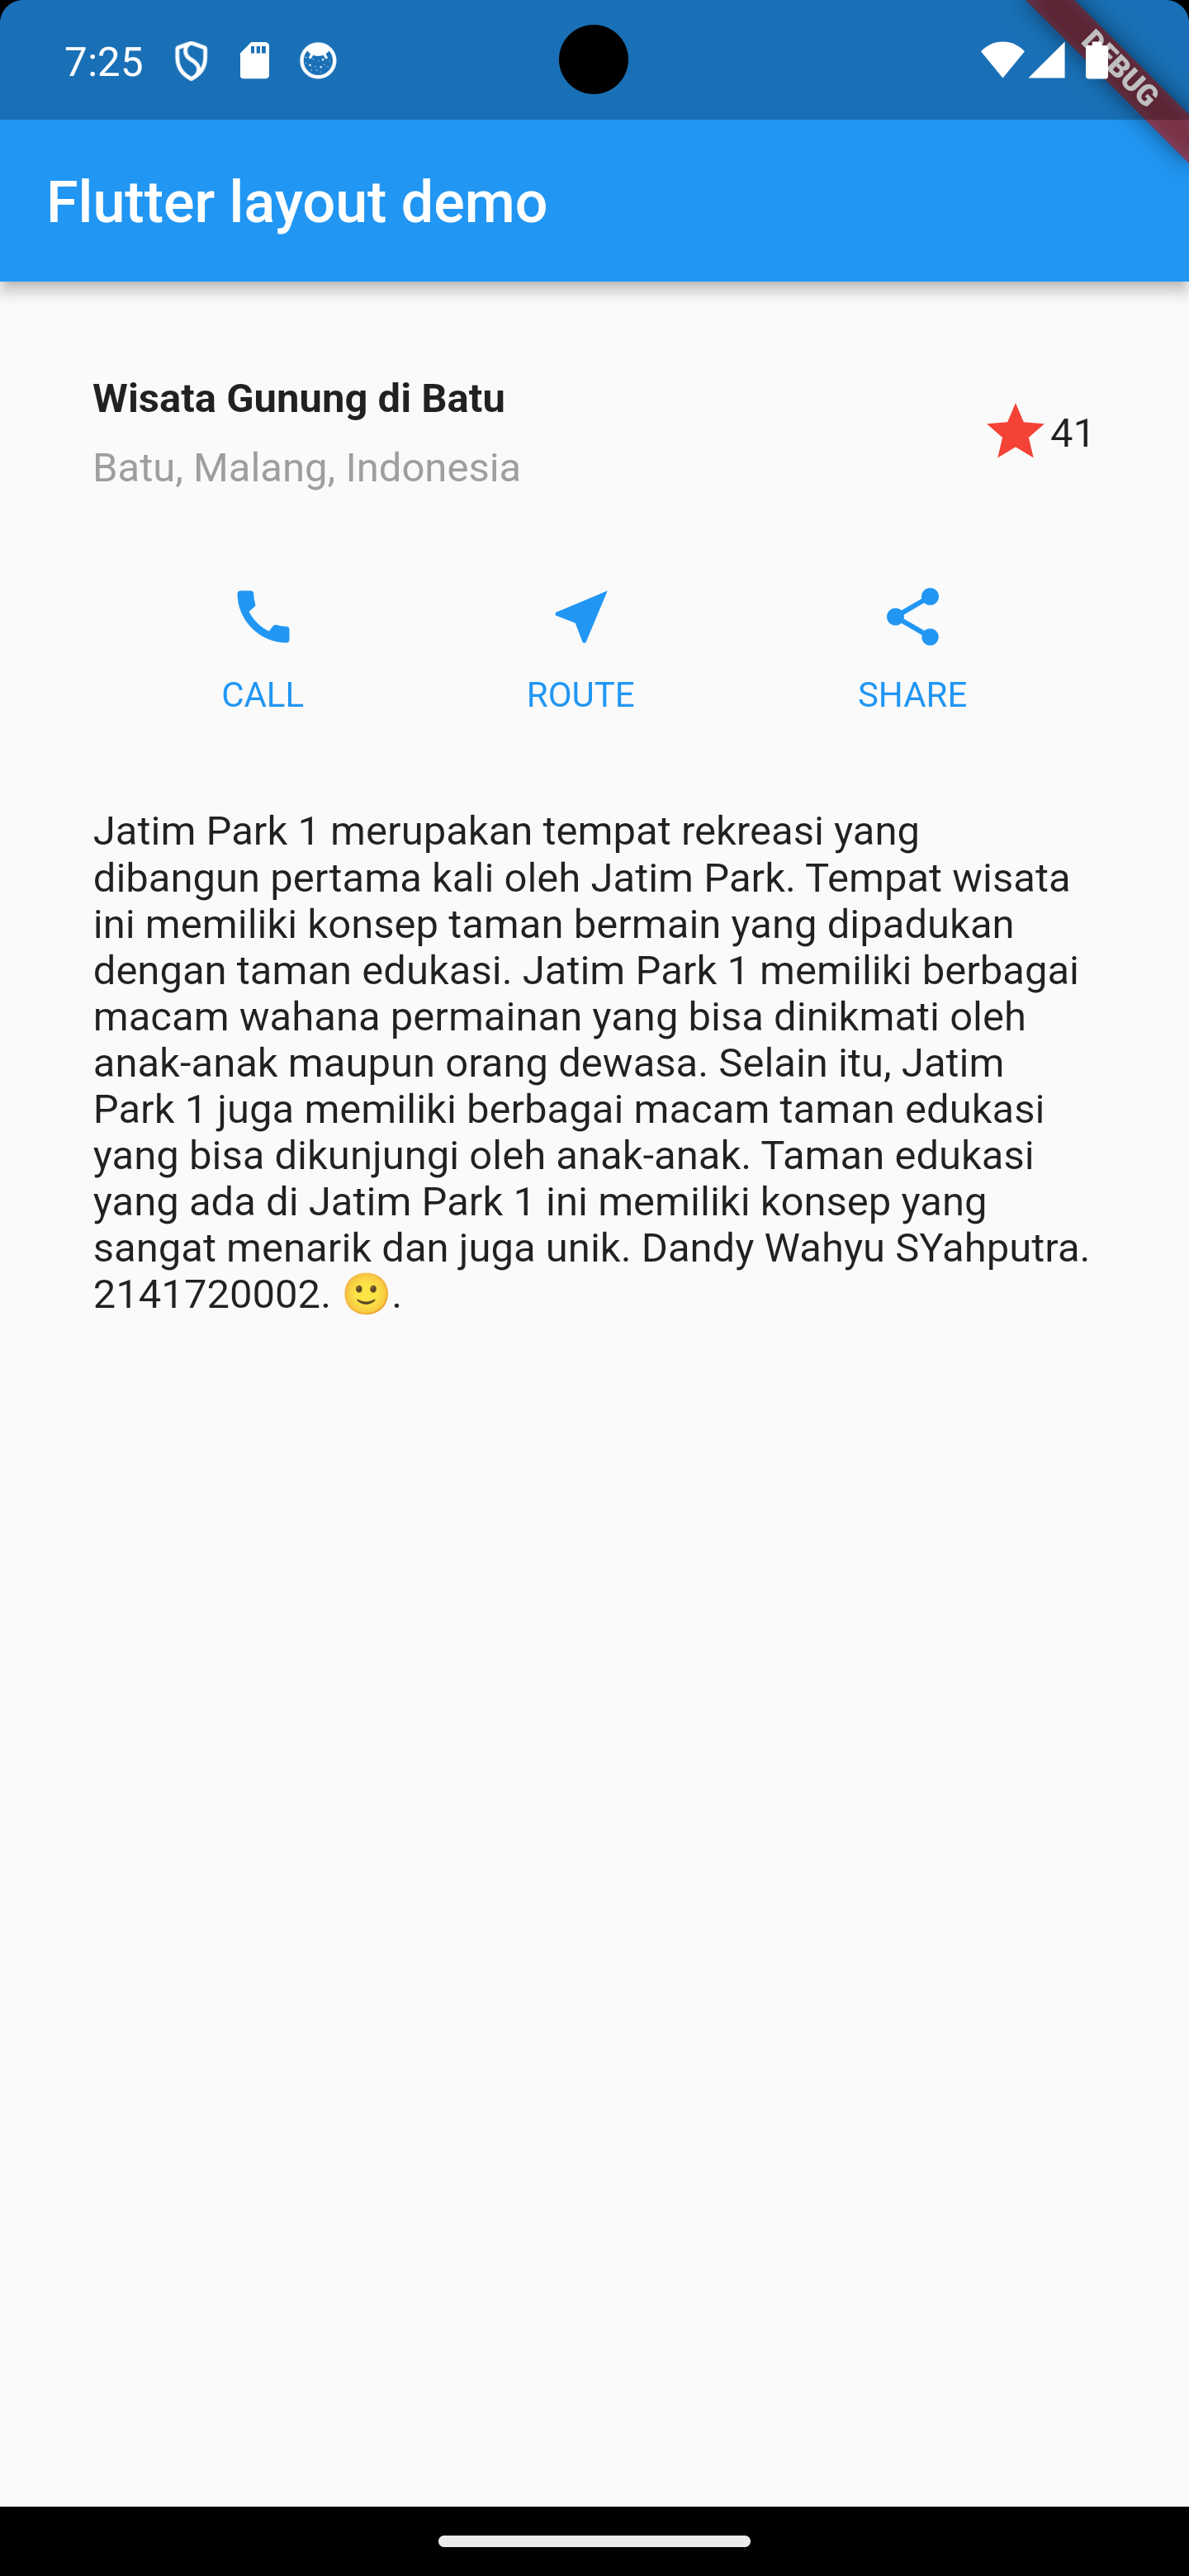 7:25
DEBUG
Flutter layout demo
Wisata Gunung di Batu
41
Batu, Malang, Indonesia
CALL ROUTE SHARE
Jatim Park 1 merupakan tempat rekreasi yang
dibangun pertama kali oleh Jatim Park. Tempat wisata
ini memiliki konsep taman bermain yang dipadukan
dengan taman edukasi. Jatim Park 1 memiliki berbagai
macam wahana permainan yang bisa dinikmati oleh
anak-anak maupun orang dewasa. Selain itu, Jatim
Park 1 juga memiliki berbagai macam taman edukasi
yang bisa dikunjungi oleh anak-anak. Taman edukasi
yang ada di Jatim Park 1 ini memiliki konsep yang
sangat menarik dan juga unik. Dandy Wahyu SYahputra.
2141720002. 🙂.